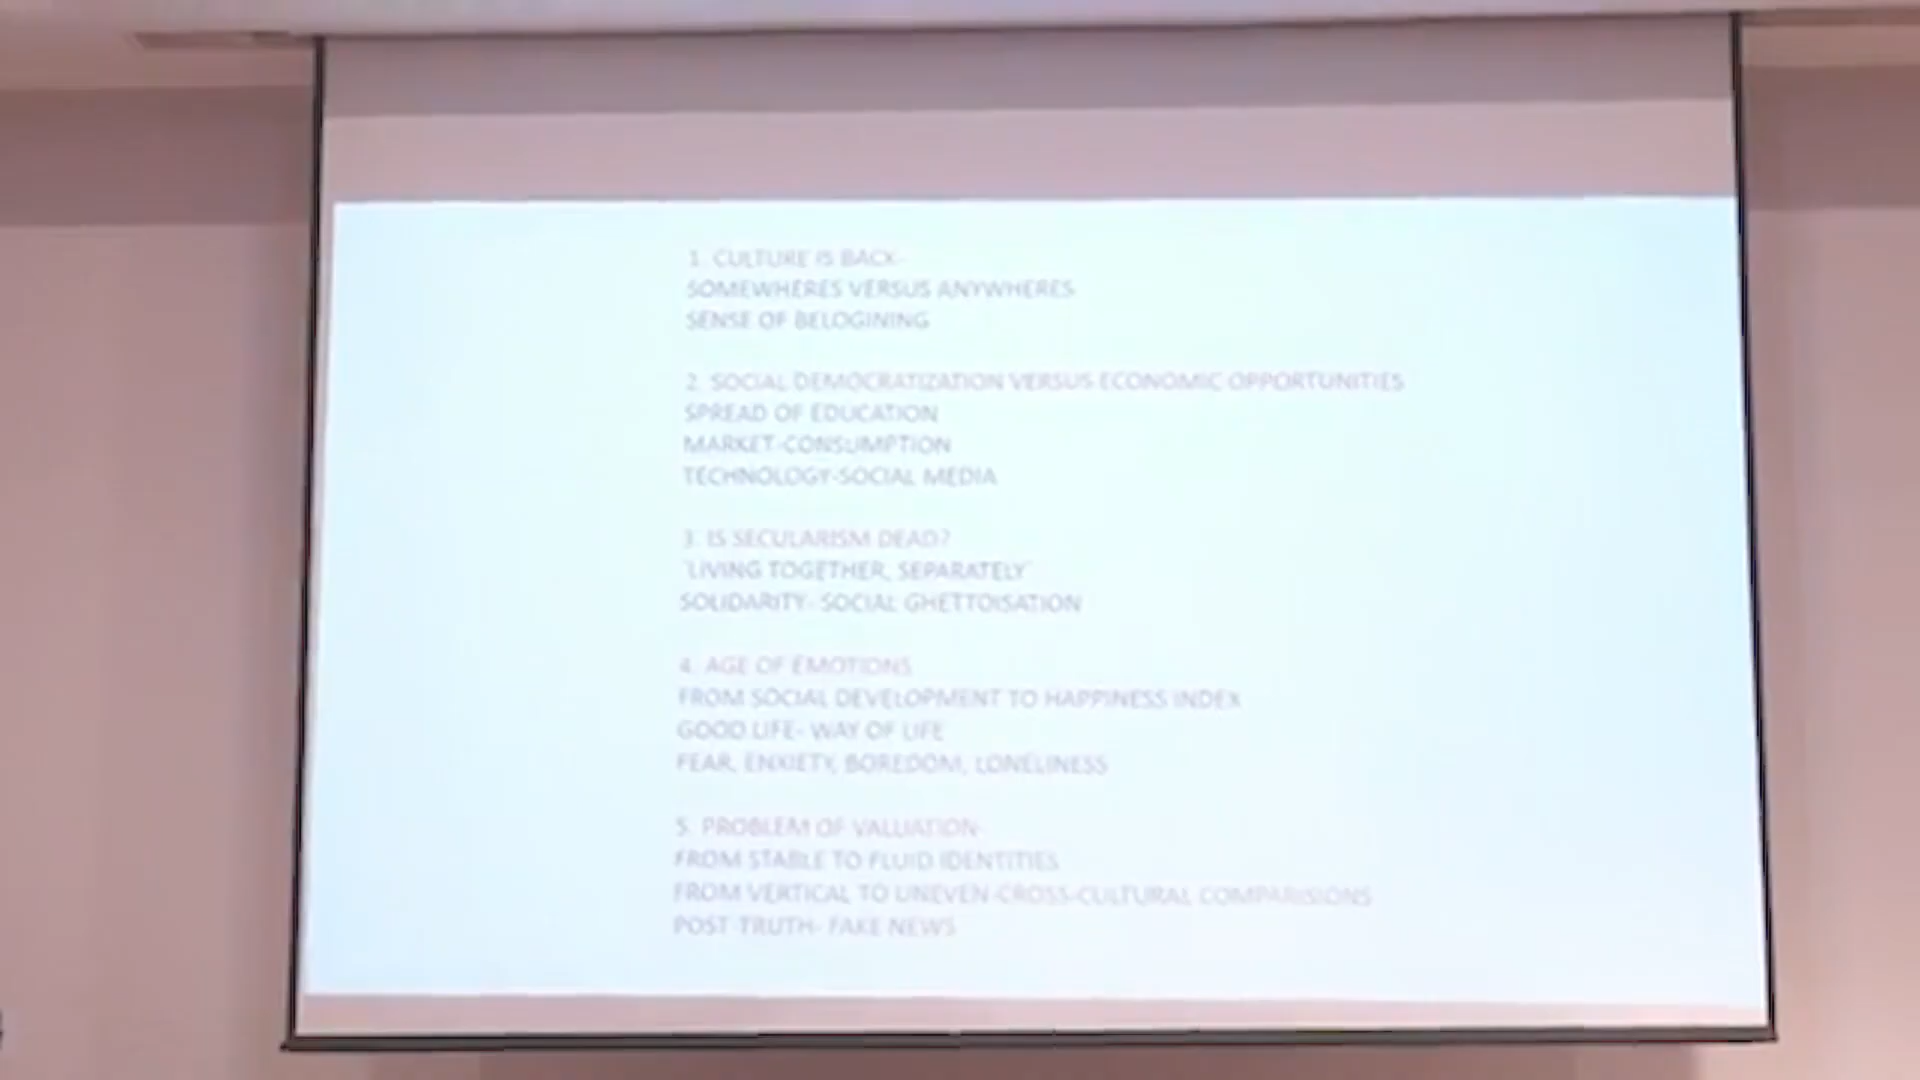 1. CULTURE IS BACK-
SOMEWHERES VERSUS ANYWHERES
SENSE OF BELOGINING
2. SOCIAL DEMOCRATIZATION VERSUS ECONOMIC OPPORTUNITIES
SPREAD OF EDUCATION
MARKET-CONSUMPTION
TECHNOLOGY-SOCIAL MEDIA
3. IS SECULARISM DEAD?
'LIVING TOGETHER, SEPARATELY'
SOLIDARITY- SOCIAL GHETTOISATION
4. AGE OF EMOTIONS
FROM SOCIAL DEVELOPMENT TO HAPPINESS INDEX
GOOD LIFE- WAY OF LIFE
FEAR, ENXIETY, BOREDOM, LONELINESS
5. PROBLEM OF VALUATION-
FROM STABLE TO FLUID IDENTITIES
FROM VERTICAL TO UNEVEN-CROSS-CULTURAL COMPARISIONS
POST-TRUTH- FAKE NEWS